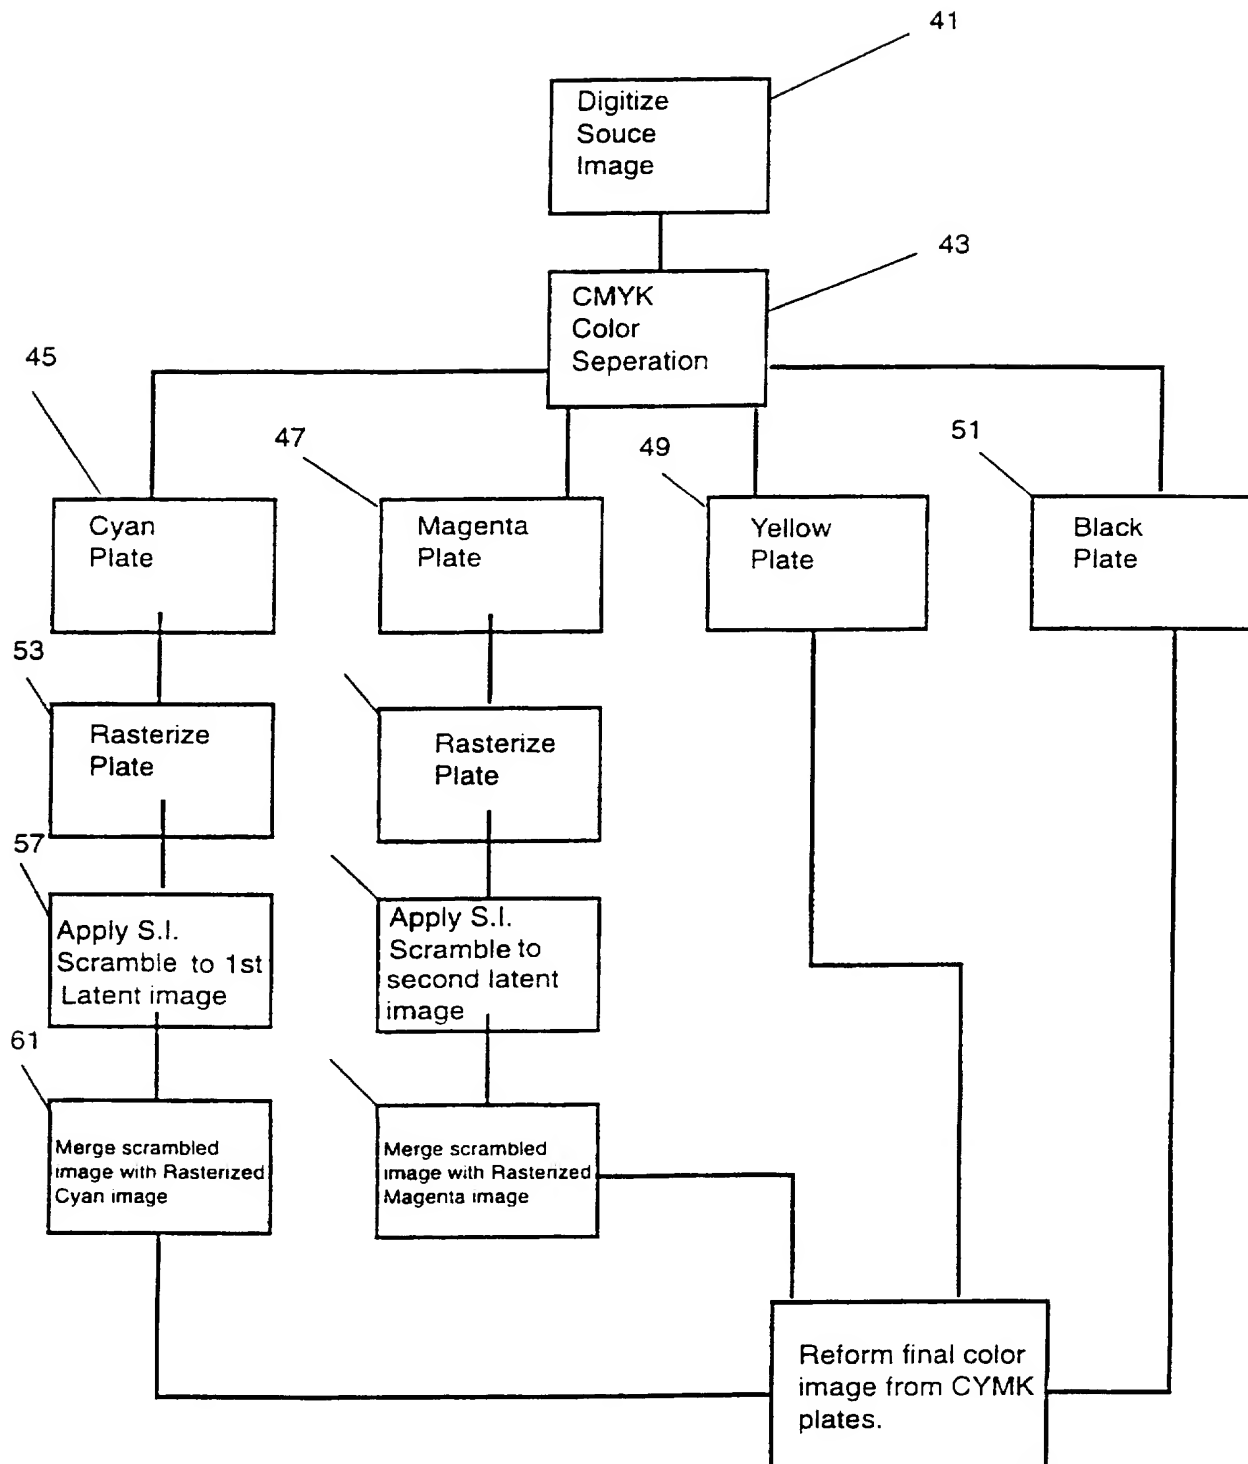 41
Digitize
Souce
Image
43
CMYK
Color
Seperation
45
47
49
51
Cyan
Plate
Magenta
Plate
Yellow
Plate
Black
Plate
53
Rasterize
Plate
Rasterize
Plate
57
Apply S.I.
Scramble to 1st
Latent image
Apply S.I.
Scramble to
second latent
image
61
Merge scrambled
image with Rasterized
Cyan image
Merge scrambled
image with Rasterized
Magenta image
Reform final color
image from CYMK
plates.